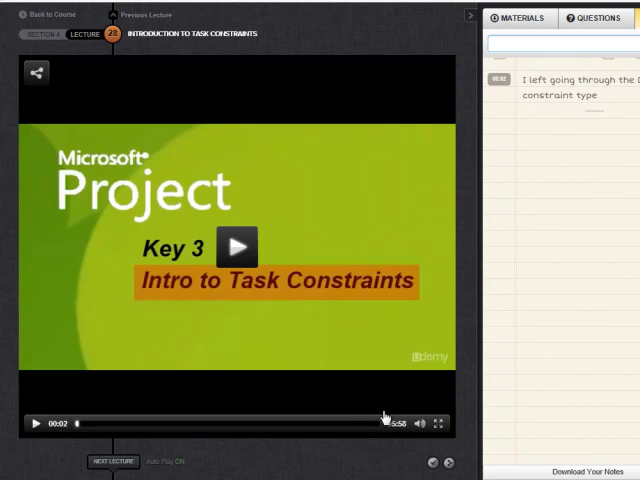 Back to Course
Previous Lecture
SECTION 4 LECTURE 28 INTRODUCTION TO TASK CONSTRAINTS
MATERIALS
QUESTIONS
00:02 I left going through the
constraint type
Microsoft
Project
Key 3
Intro to Task Constraints
udemy
00:02
5:58
NEXT LECTURE
Auto Play ON
Download Your Notes